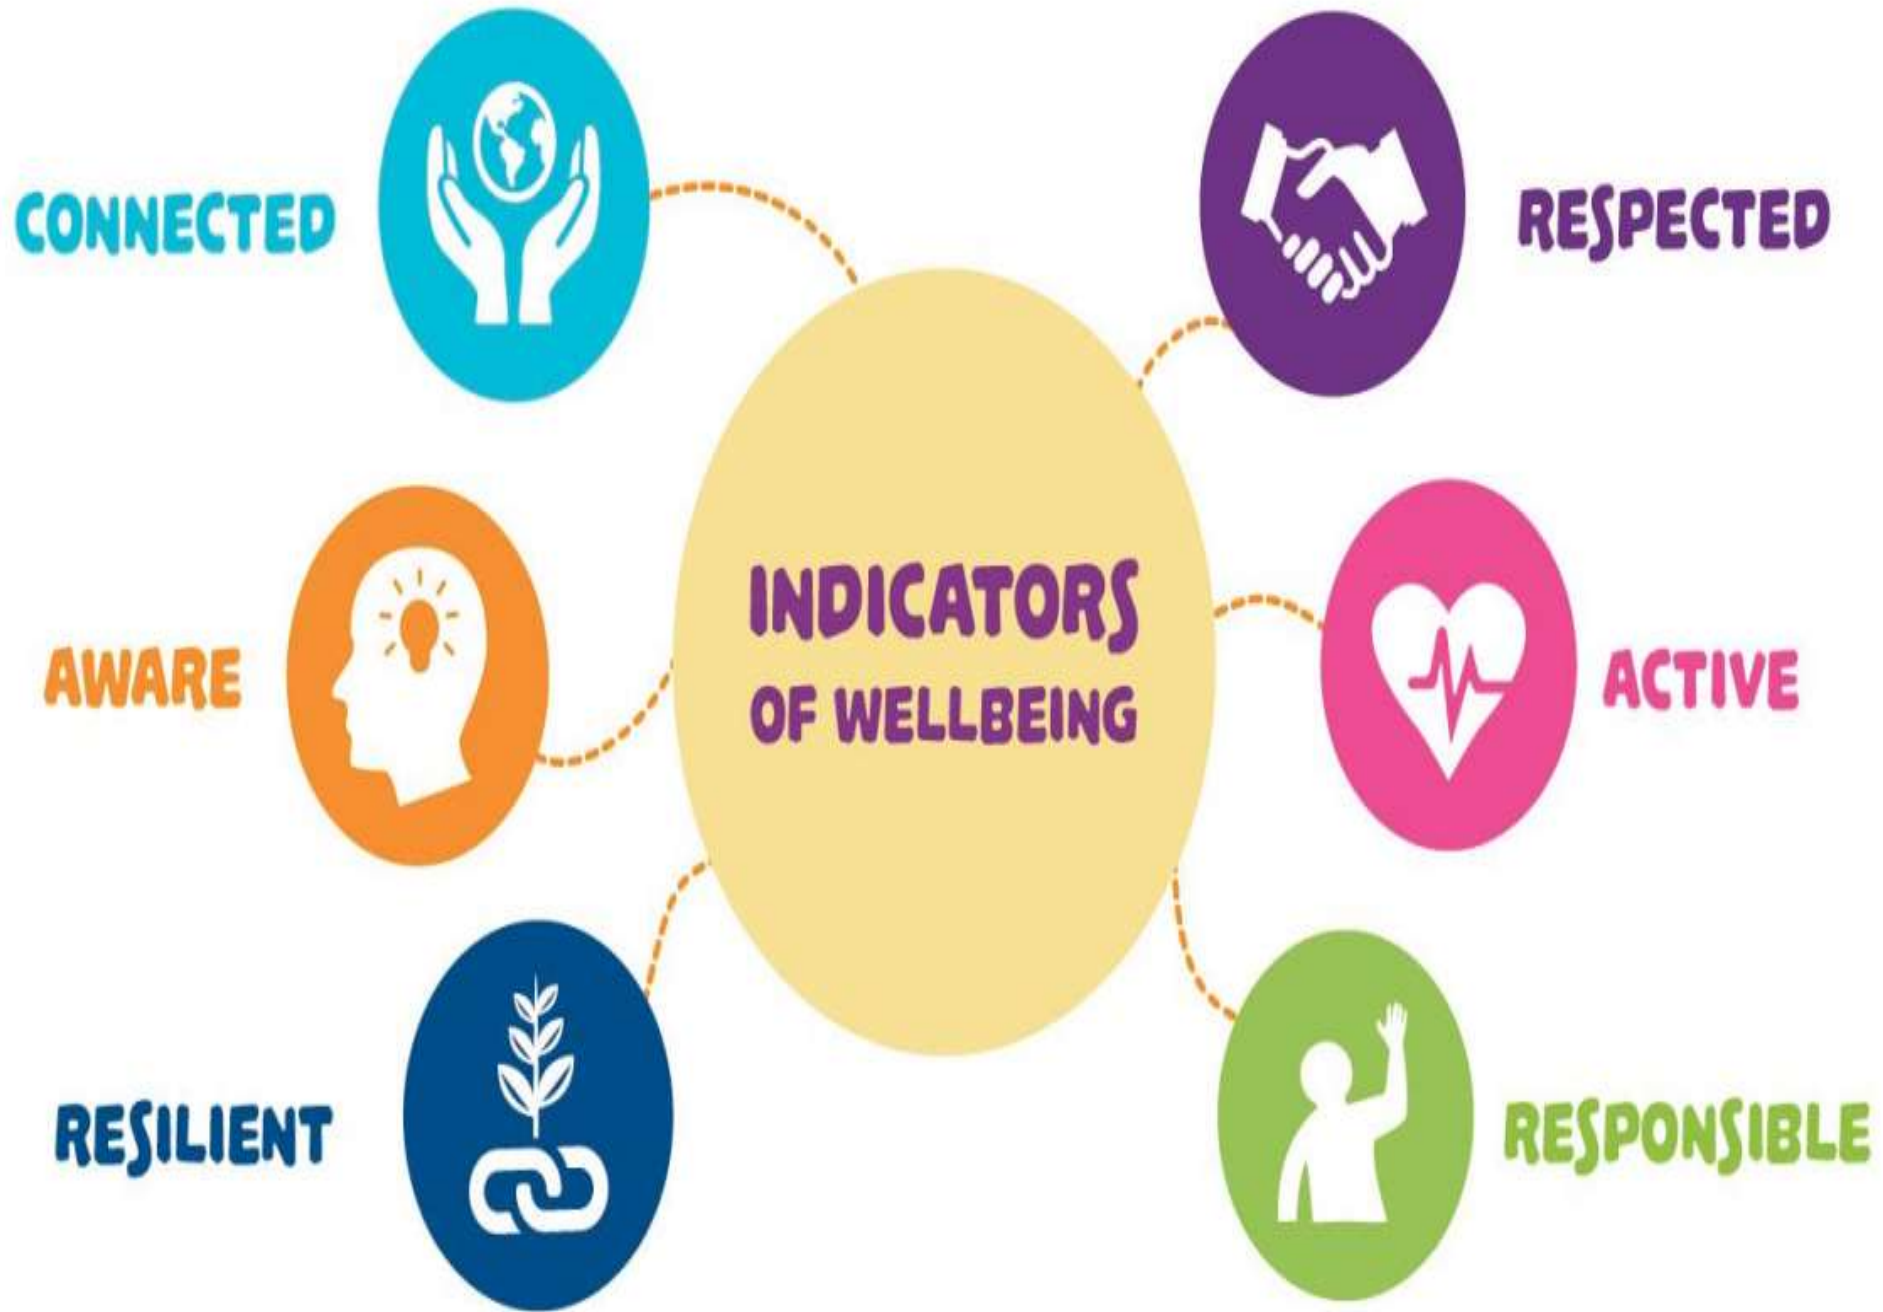 CONNECTED
RESPECTED
INDICATORS
OF WELLBEING
AWARE
ACTIVE
RESILIENT
RESPONSIBLE